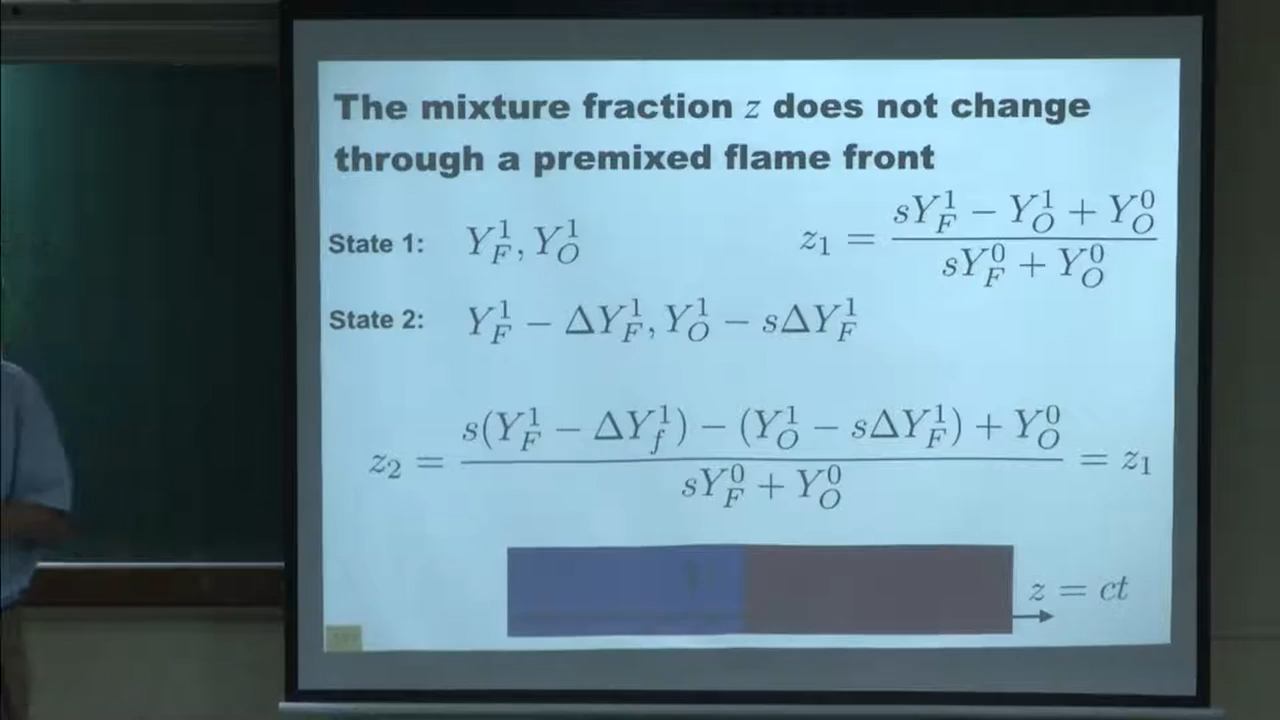 The mixture fraction z does not change
through a premixed flame front
State 1: Y_F^1, Y_O^1 z_1 = \frac{sY_F^1 - Y_O^1 + Y_O^0}{sY_F^0 + Y_O^0}
State 2: Y_F^1 - ΔY_F^1, Y_O^1 - sΔY_F^1
z_2 = \frac{s(Y_F^1 - ΔY_f^1) - (Y_O^1 - sΔY_F^1) + Y_O^0}{sY_F^0 + Y_O^0} = z_1
z = ct